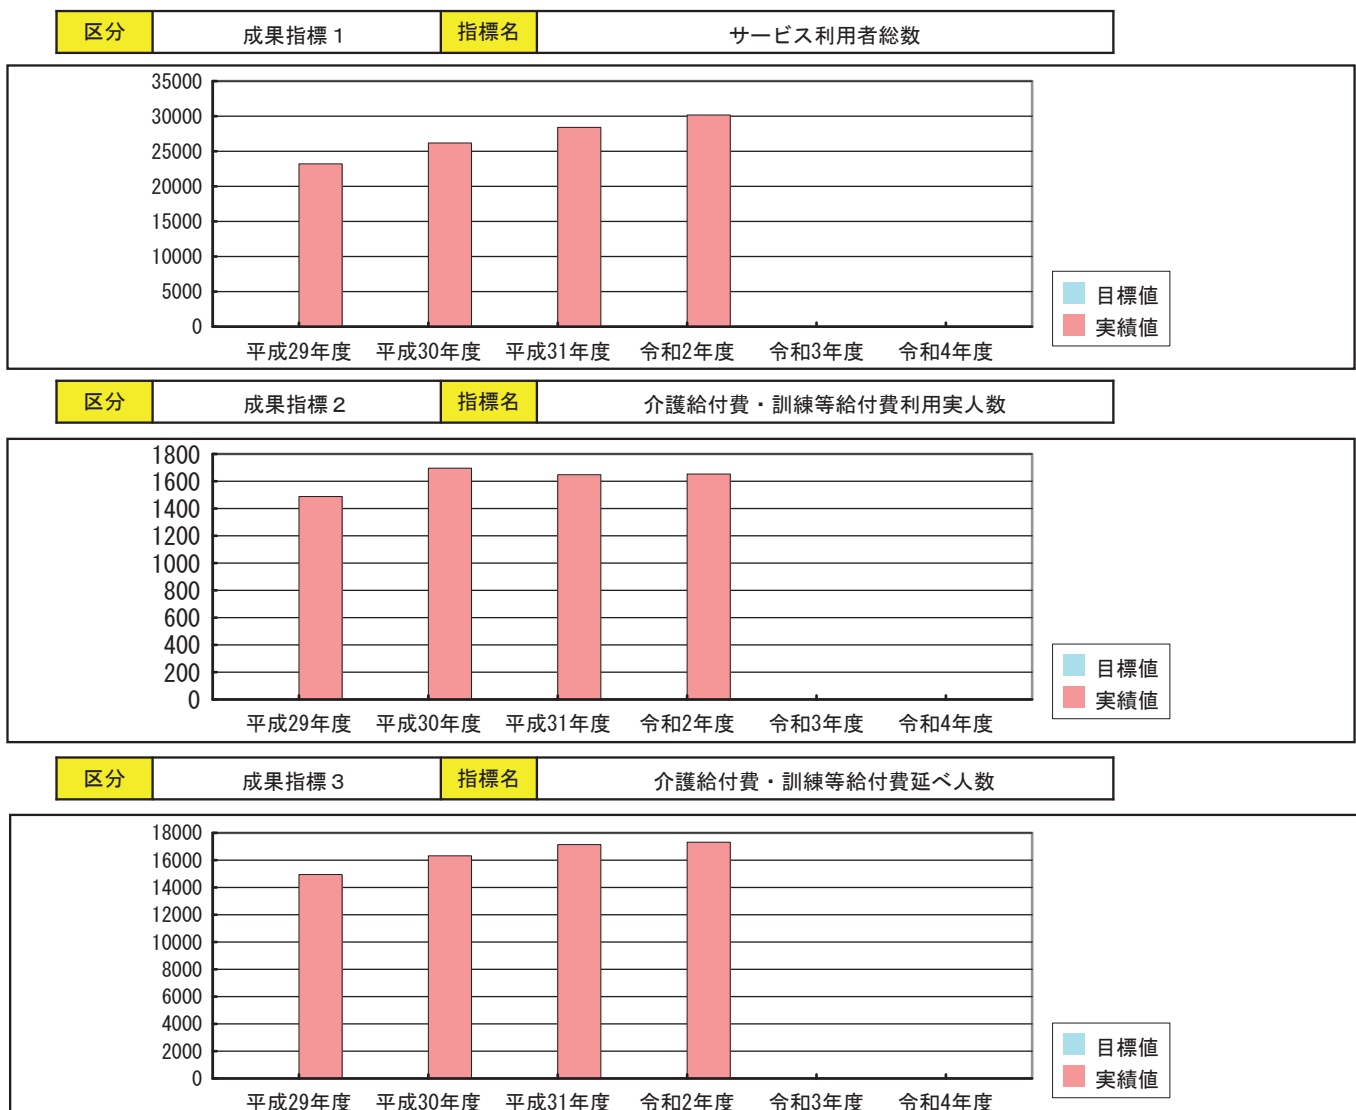 区分 成果指標１ 指標名 サービス利用者総数
35000
30000
25000
20000
15000
10000
5000
0
平成29年度 平成30年度 平成31年度 令和2年度 令和3年度 令和4年度
目標値
実績値
区分 成果指標２ 指標名 介護給付費・訓練等給付費利用実人数
1800
1600
1400
1200
1000
800
600
400
200
0
平成29年度 平成30年度 平成31年度 令和2年度 令和3年度 令和4年度
目標値
実績値
区分 成果指標３ 指標名 介護給付費・訓練等給付費延べ人数
18000
16000
14000
12000
10000
8000
6000
4000
2000
0
平成29年度 平成30年度 平成31年度 令和2年度 令和3年度 令和4年度
目標値
実績値